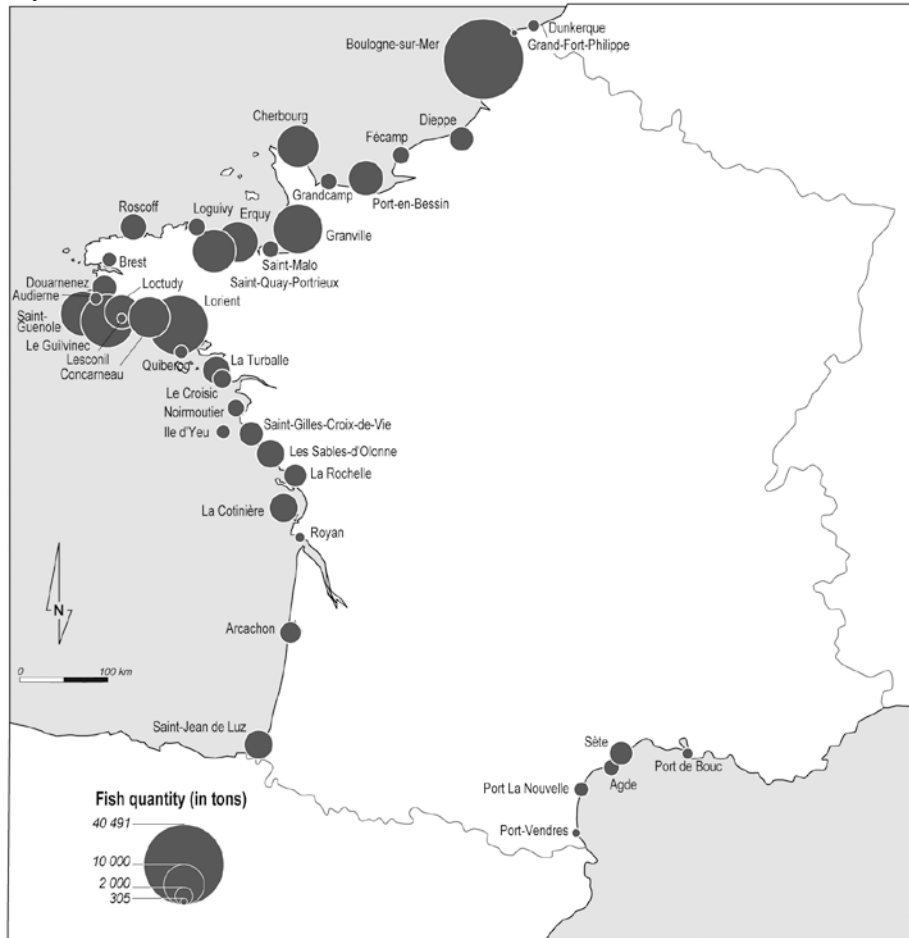 Dunkerque
Boulogne-sur-Mer
Grand-Fort-Philippe
Cherbourg
Dieppe
Fécamp
Grandcamp
Port-en-Bessin
Roscoff
Loguivy
Erquy
Granville
Brest
Saint-Malo
Saint-Quay-Portrieux
Douarnenez
Loctudy
Audierne
Lorient
Saint-
Guenole
Le Guilvinec
Lesconil
Concarneau
Quiberon
La Turballe
Le Croisic
Noirmoutier
Ile d'Yeu
Saint-Gilles-Croix-de-Vie
Les Sables-d'Olonne
La Rochelle
La Cotinière
Royan
N
Arcachon
0 100 km
Saint-Jean de Luz
Sète
Port de Bouc
Agde
Port La Nouvelle
Port-Vendres
Fish quantity (in tons)
40 491
10 000
2 000
305